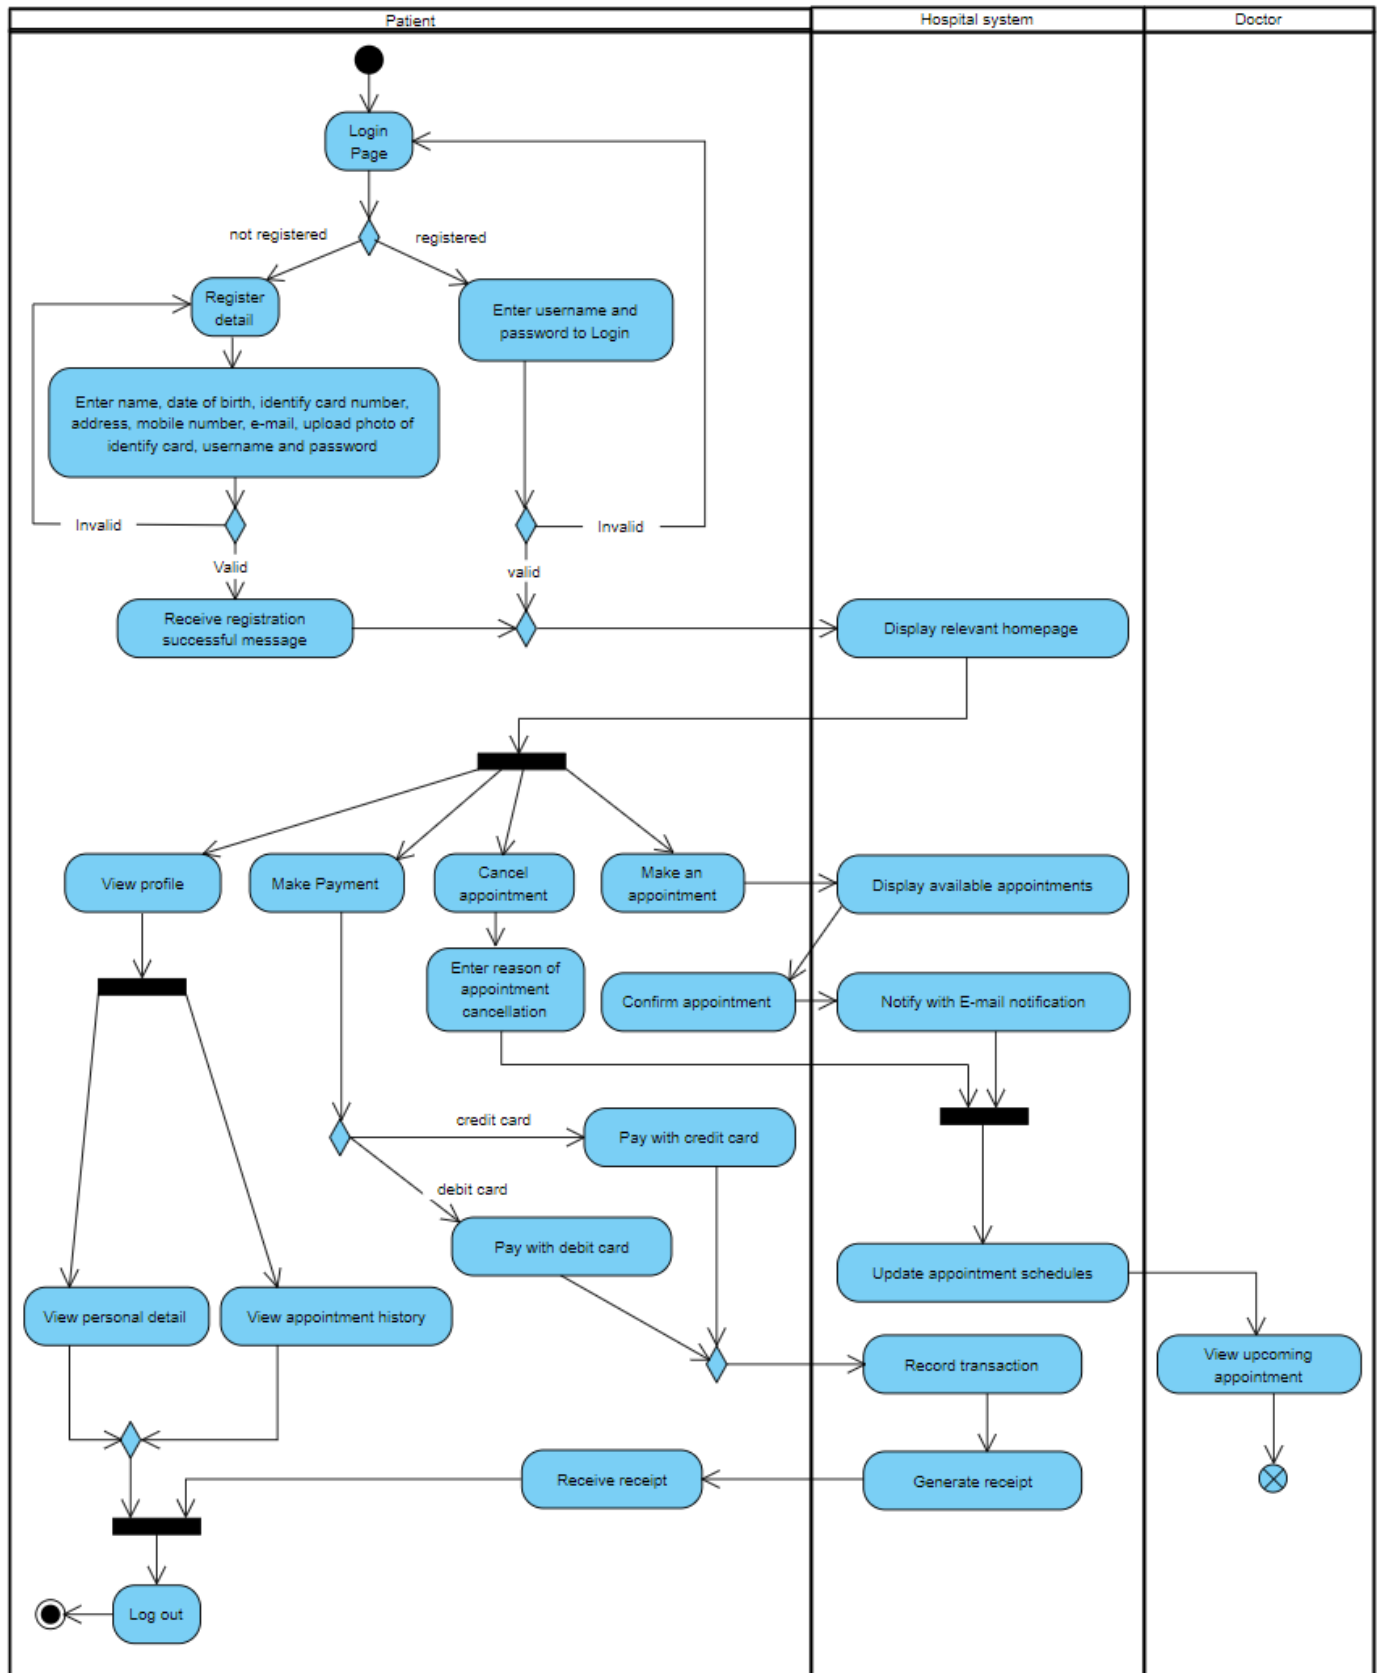 Patient
Hospital system
Doctor
Login
Page
not registered
registered
Register
detail
Enter username and
password to Login
Enter name, date of birth, identify card number,
address, mobile number, e-mail, upload photo of
identify card, username and password
Invalid
Invalid
Valid
valid
Receive registration
successful message
Display relevant homepage
View profile
Make Payment
Cancel
appointment
Make an
appointment
Display available appointments
Enter reason of
appointment
cancellation
Confirm appointment
Notify with E-mail notification
credit card
Pay with credit card
debit card
Pay with debit card
Update appointment schedules
View personal detail
View appointment history
Record transaction
View upcoming
appointment
Receive receipt
Generate receipt
Log out